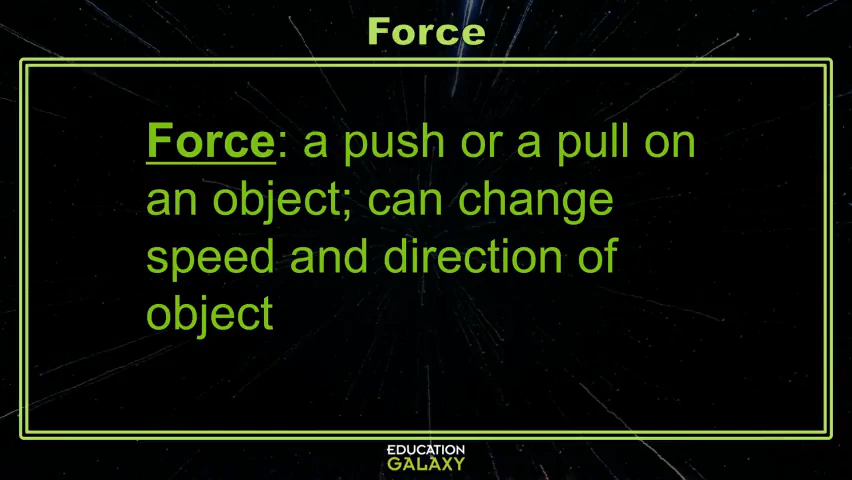 Force
Force: a push or a pull on
an object; can change
speed and direction of
object
EDUCATION
GALAXY